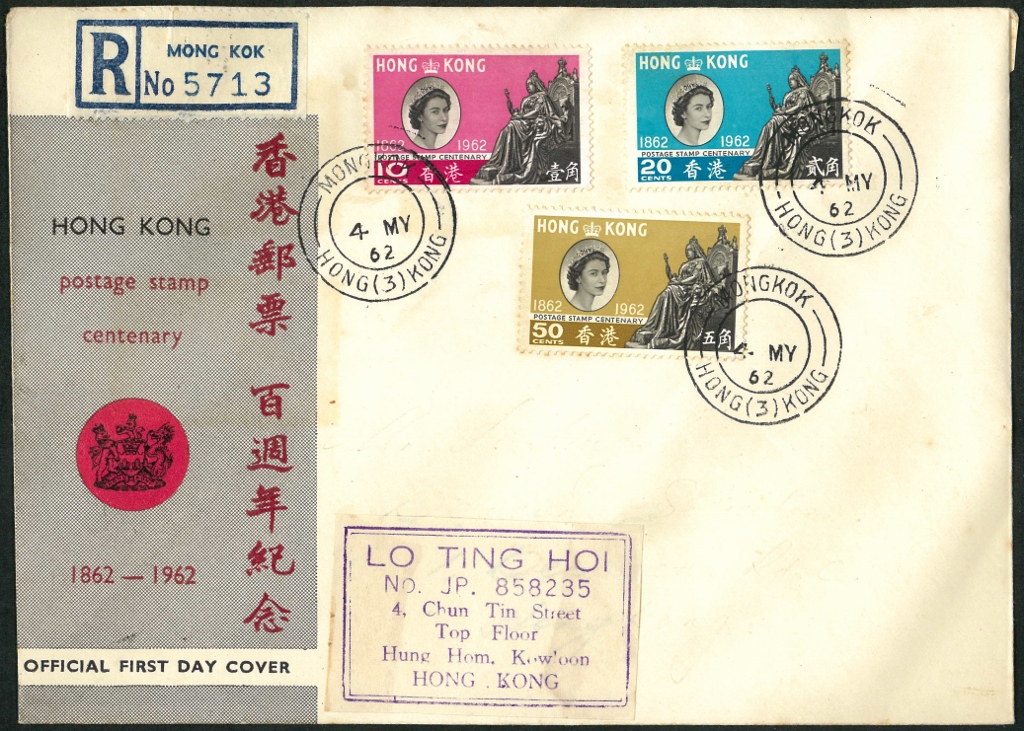 R
MONG KOK
No 5713
HONG KONG
postage stamp
centenary
1862 — 1962
香港郵票 百週年紀念
OFFICIAL FIRST DAY COVER
HONG KONG
1862 1962
POSTAGE STAMP CENTENARY
10 CENTS 香港 壹角
HONG KONG
1862 1962
POSTAGE STAMP CENTENARY
20 CENTS 香港 貳角
HONG KONG
1862 1962
POSTAGE STAMP CENTENARY
50 CENTS 香港 五角
MONGKOK
4 MY
62
HONG (3) KONG
MONGKOK
4 MY
62
HONG (3) KONG
MONGKOK
4 MY
62
HONG (3) KONG
LO TING HOI
NO. JP. 858235
4, Chun Tin Street
Top Floor
Hung Hom, Kowloon
HONG KONG